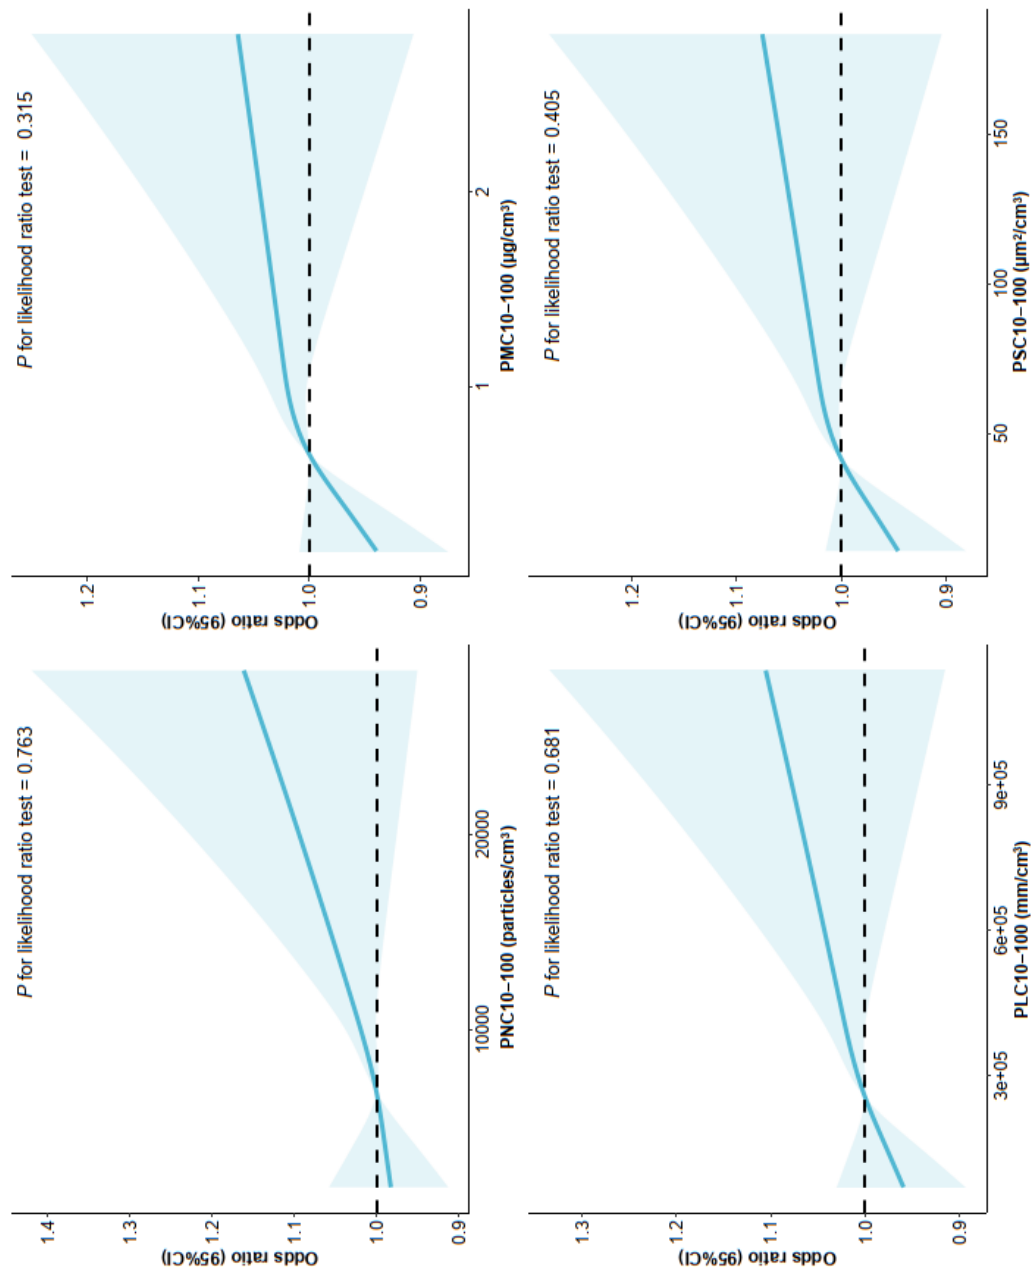 P for likelihood ratio test = 0.763
Odds ratio (95%CI)
1.4
1.3
1.2
1.1
1.0
0.9
10000 20000
PNC10−100 (particles/cm³)
P for likelihood ratio test = 0.315
Odds ratio (95%CI)
1.2
1.1
1.0
0.9
1 2
PMC10−100 (µg/cm³)
P for likelihood ratio test = 0.681
Odds ratio (95%CI)
1.3
1.2
1.1
1.0
0.9
3e+05 6e+05 9e+05
PLC10−100 (mm/cm³)
P for likelihood ratio test = 0.405
Odds ratio (95%CI)
1.2
1.1
1.0
0.9
50 100 150
PSC10−100 (µm²/cm³)